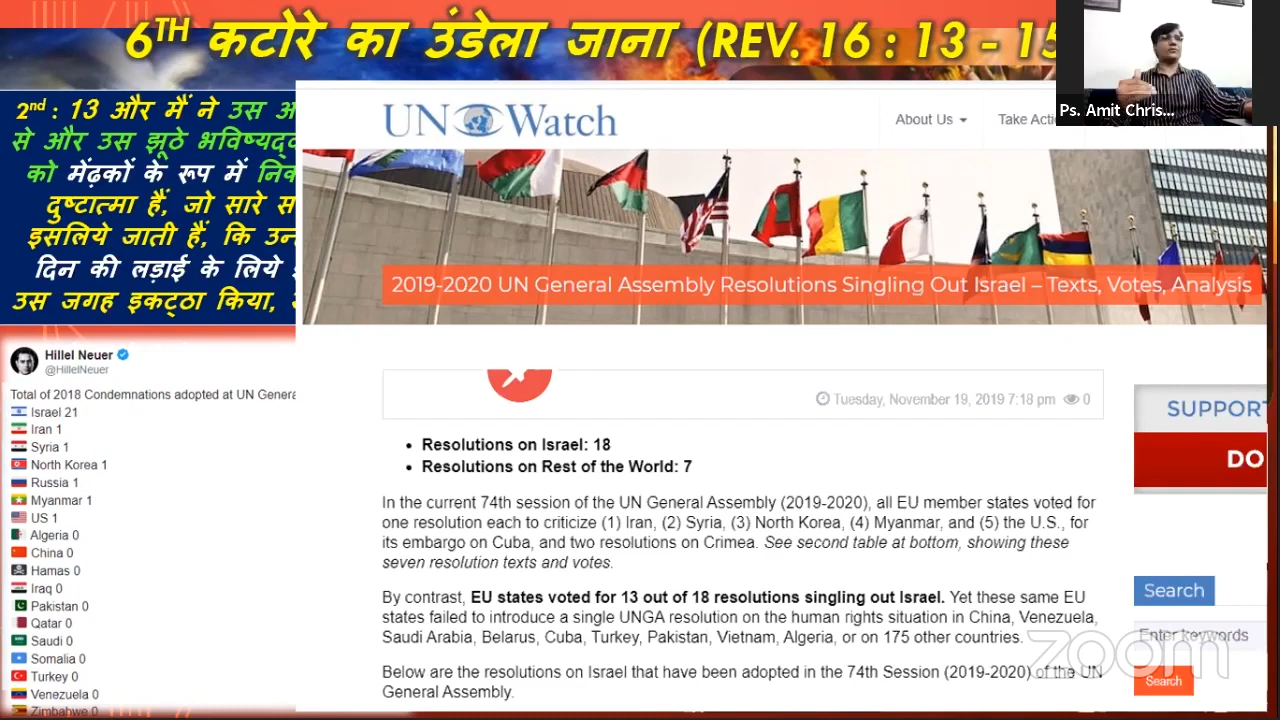 6TH कटोरे का उंडेला जाना (REV. 16 : 13 - 15
Ps. Amit Chris...
2nd : 13 और मैं ने उस अ
से और उस झूठे भविष्यद्व
को मेंढ़कों के रूप में निक
दुष्टात्मा हैं, जो सारे स
इसलिये जाती हैं, कि उन
दिन की लड़ाई के लिये
उस जगह इकट्ठा किया,
UN Watch
About Us
Take Actio
2019-2020 UN General Assembly Resolutions Singling Out Israel – Texts, Votes, Analysis
Hillel Neuer
@HillelNeuer
Total of 2018 Condemnations adopted at UN Genera
Israel 21
Iran 1
Syria 1
North Korea 1
Russia 1
Myanmar 1
US 1
Algeria 0
China 0
Hamas 0
Iraq 0
Pakistan 0
Qatar 0
Saudi 0
Somalia 0
Turkey 0
Venezuela 0
Zimbabwe 0
Tuesday, November 19, 2019 7:18 pm 0
• Resolutions on Israel: 18
• Resolutions on Rest of the World: 7
In the current 74th session of the UN General Assembly (2019-2020), all EU member states voted for
one resolution each to criticize (1) Iran, (2) Syria, (3) North Korea, (4) Myanmar, and (5) the U.S., for
its embargo on Cuba, and two resolutions on Crimea. See second table at bottom, showing these
seven resolution texts and votes.
By contrast, EU states voted for 13 out of 18 resolutions singling out Israel. Yet these same EU
states failed to introduce a single UNGA resolution on the human rights situation in China, Venezuela,
Saudi Arabia, Belarus, Cuba, Turkey, Pakistan, Vietnam, Algeria, or on 175 other countries.
Below are the resolutions on Israel that have been adopted in the 74th Session (2019-2020) of the UN
General Assembly.
SUPPORT
DO
Search
Enter keywords
Search
zoom